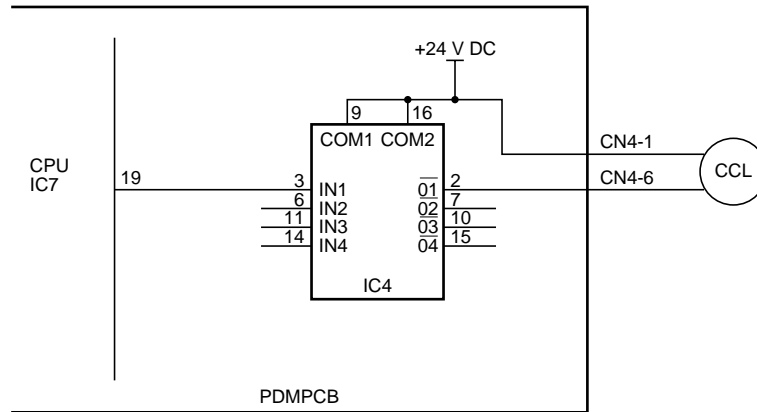 +24 V DC
9 16
COM1 COM2
CN4-1
CPU
IC7
CCL
19
3 IN1
2
01
CN4-6
6 IN2
7
02
11 IN3
10
03
14 IN4
15
04
IC4
PDMPCB